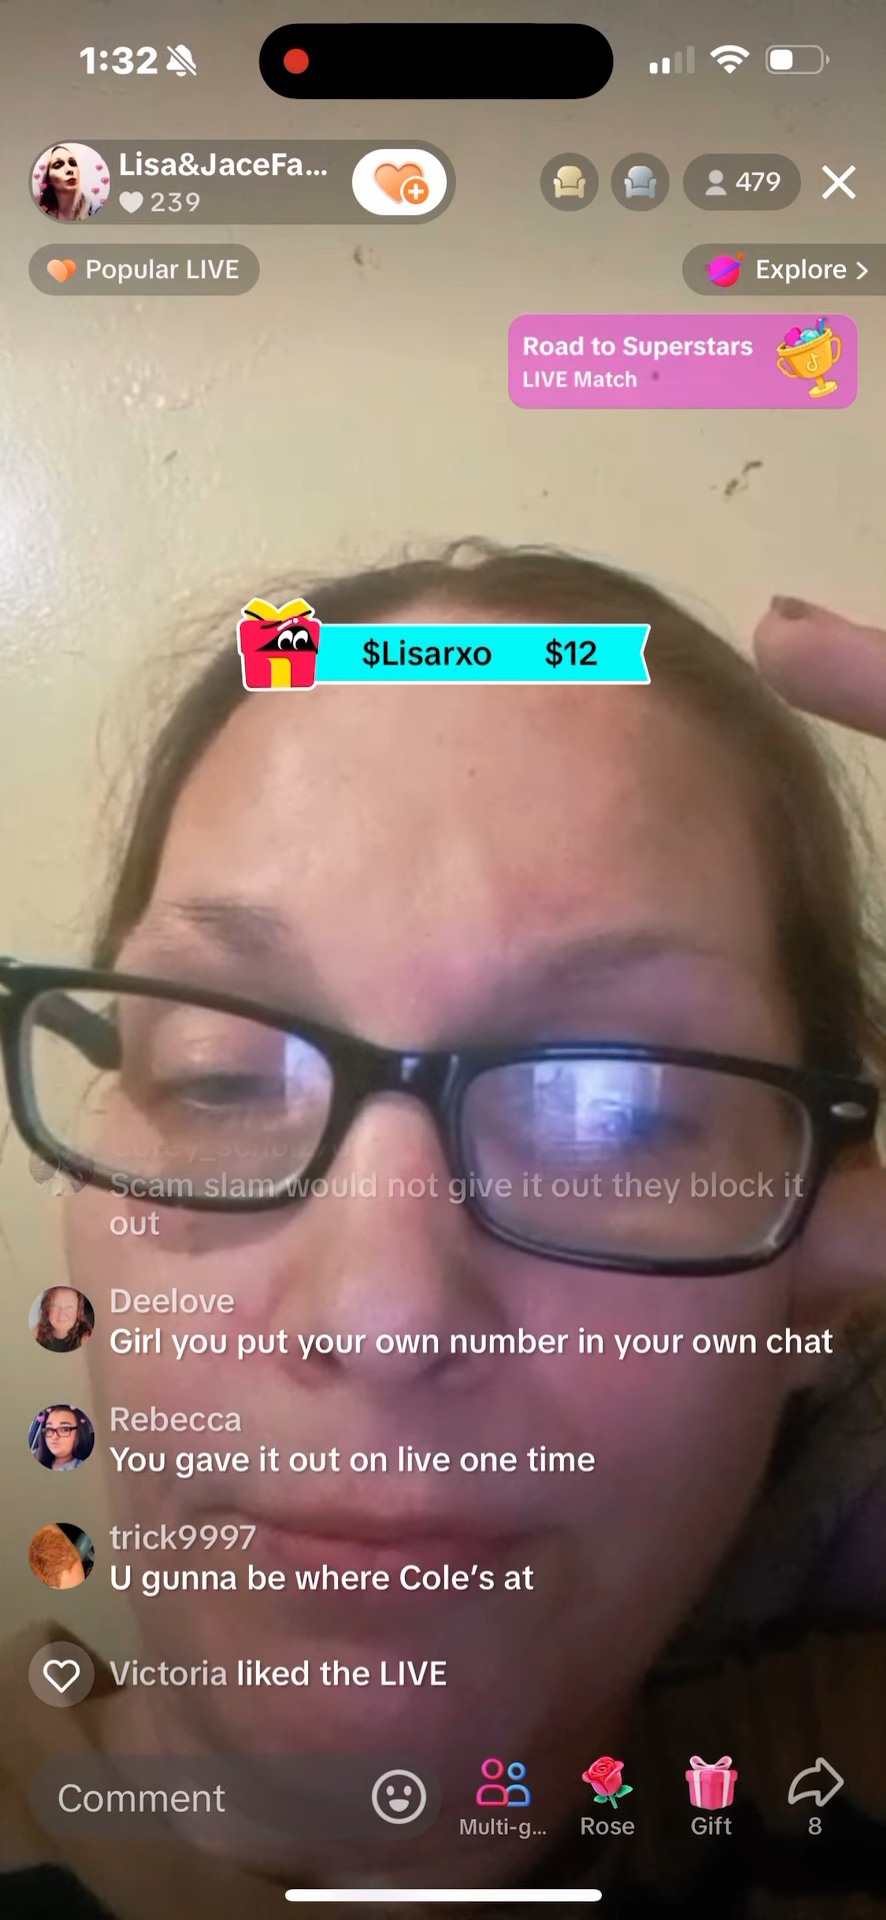 1:32
Lisa&JaceFa...
239
479
Popular LIVE
Explore >
Road to Superstars
LIVE Match
$Lisarxo $12
Scam slam would not give it out they block it
out
Deelove
Girl you put your own number in your own chat
Rebecca
You gave it out on live one time
trick9997
U gunna be where Cole’s at
Victoria liked the LIVE
Comment
Multi-g...
Rose
Gift
8